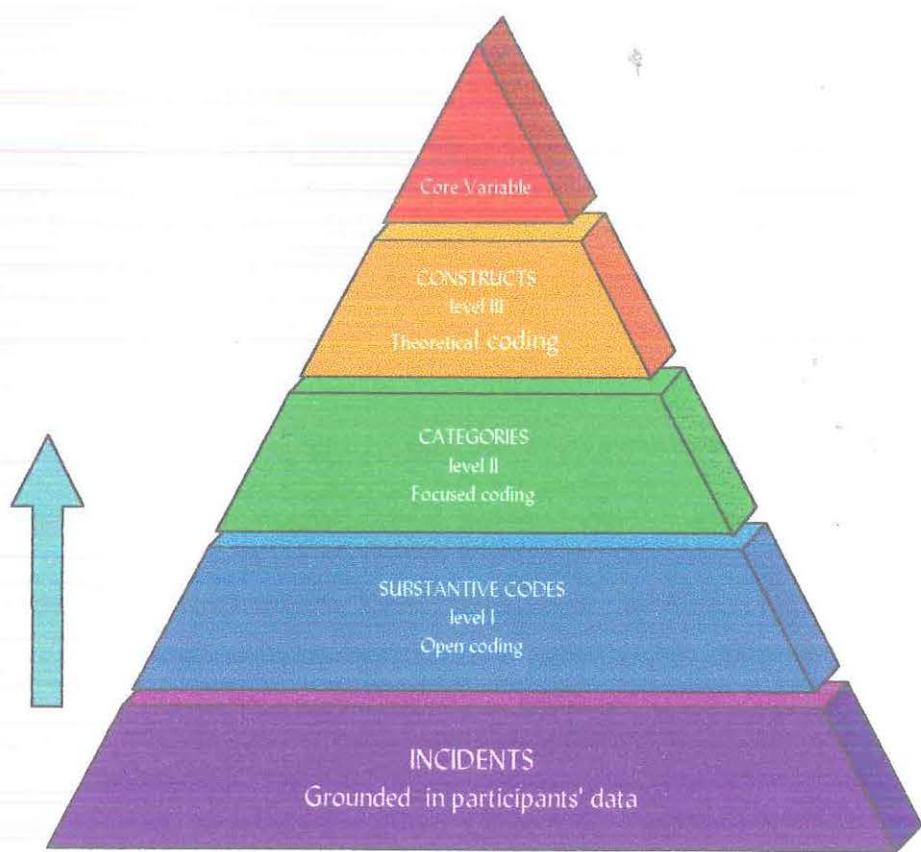 Core Variable
CONSTRUCTS
level III
Theoretical coding
CATEGORIES
level II
Focused coding
SUBSTANTIVE CODES
level I
Open coding
INCIDENTS
Grounded in participants' data